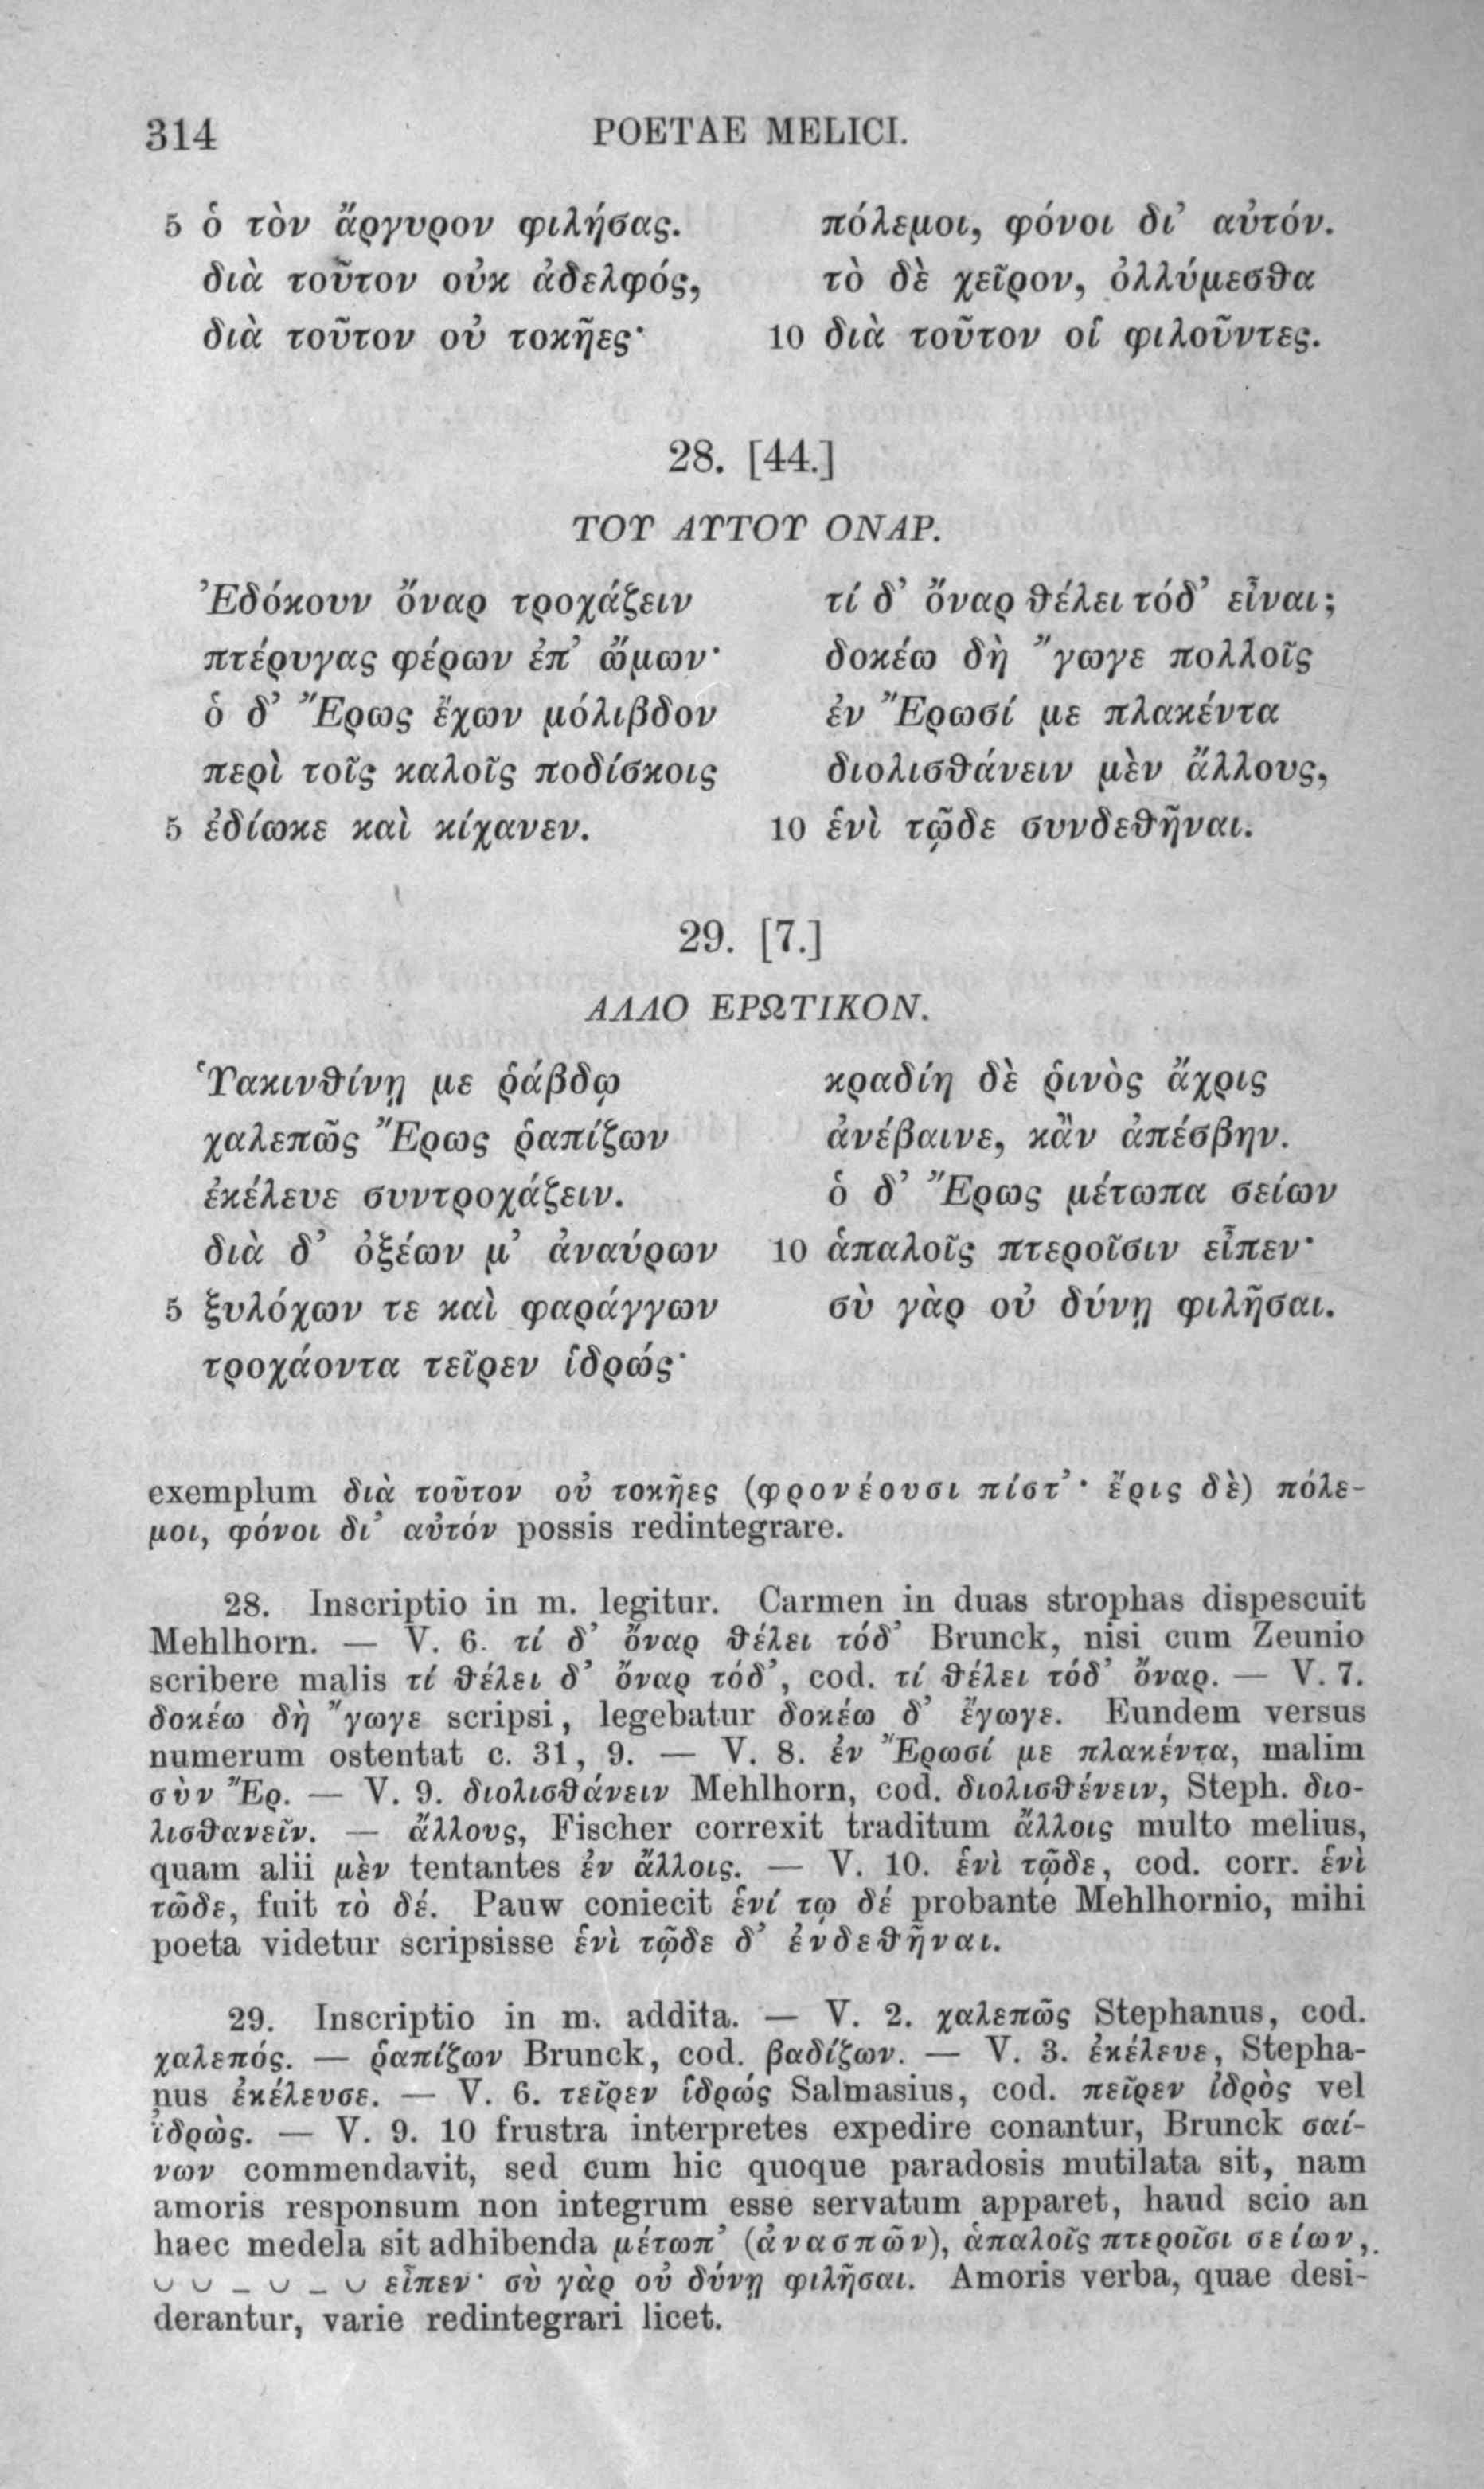 314 POETAE MELICI.
5 ὁ τὸν ἄργυρον φιλήσας.
διὰ τοῦτον οὐκ ἀδελφός,
διὰ τοῦτον οὐ τοκῆες·
πόλεμοι, φόνοι δι' αὐτόν.
τὸ δὲ χεῖρον, ὀλλύμεσθα
10 διὰ τοῦτον οἱ φιλοῦντες.
28. [44.]
ΤΟΥ ΑΥΤΟΥ ΟΝΑΡ.
Ἐδόκουν ὄναρ τροχάζειν
πτέρυγας φέρων ἐπ' ὤμων·
ὁ δ' Ἔρως ἔχων μόλιβδον
περὶ τοῖς καλοῖς ποδίσκοις
5 ἐδίωκε καὶ κίχανεν.
τί δ' ὄναρ θέλει τόδ' εἶναι;
δοκέω δὴ "γωγε πολλοῖς
ἐν Ἔρωσί με πλακέντα
διολισθάνειν μὲν ἄλλους,
10 ἑνὶ τῷδε συνδεθῆναι.
29. [7.]
ΑΛΛΟ ΕΡΩΤΙΚΟΝ.
Ὑακινθίνῃ με ῥάβδῳ
χαλεπῶς Ἔρως ῥαπίζων
ἐκέλευε συντροχάζειν.
διὰ δ' ὀξέων μ' ἀναύρων
5 ξυλόχων τε καὶ φαράγγων
τροχάοντα τεῖρεν ἱδρώς·
κραδίη δὲ ῥινὸς ἄχρις
ἀνέβαινε, κἂν ἀπέσβην.
ὁ δ' Ἔρως μέτωπα σείων
10 ἁπαλοῖς πτεροῖσιν εἶπεν·
σὺ γὰρ οὐ δύνῃ φιλῆσαι.
exemplum διὰ τοῦτον οὐ τοκῆες (φρονέουσι πίστ'· ἔρις δὲ) πόλε-
μοι, φόνοι δι' αὐτόν possis redintegrare.
28. Inscriptio in m. legitur. Carmen in duas strophas dispescuit
Mehlhorn. — V. 6. τί δ' ὄναρ θέλει τόδ' Brunck, nisi cum Zeunio
scribere malis τί θέλει δ' ὄναρ τόδ', cod. τί θέλει τόδ' ὄναρ. — V. 7.
δοκέω δὴ "γωγε scripsi, legebatur δοκέω δ' ἔγωγε. Eundem versus
numerum ostentat c. 31, 9. — V. 8. ἐν Ἔρωσί με πλακέντα, malim
σὺν Ἔρ. — V. 9. διολισθάνειν Mehlhorn, cod. διολισθένειν, Steph. διο-
λισθανεῖν. — ἄλλους, Fischer correxit traditum ἄλλοις multo melius,
quam alii μὲν tentantes ἐν ἄλλοις. — V. 10. ἑνὶ τῷδε, cod. corr. ἑνὶ
τῶδε, fuit τὸ δέ. Pauw coniecit ἑνί τῳ δέ probante Mehlhornio, mihi
poeta videtur scripsisse ἑνὶ τῷδε δ' ἐνδεθῆναι.
29. Inscriptio in m. addita. — V. 2. χαλεπῶς Stephanus, cod.
χαλεπός. — ῥαπίζων Brunck, cod. βαδίζων. — V. 3. ἐκέλευε, Stepha-
nus ἐκέλευσε. — V. 6. τεῖρεν ἱδρώς Salmasius, cod. πεῖρεν ἱδρὸς vel
ϊδρὼς. — V. 9. 10 frustra interpretes expedire conantur, Brunck σαί-
νων commendavit, sed cum hic quoque paradosis mutilata sit, nam
amoris responsum non integrum esse servatum apparet, haud scio an
haec medela sit adhibenda μέτωπ' (ἀνασπῶν), ἁπαλοῖς πτεροῖσι σείων,
∪ ∪ – ∪ – ∪ εἶπεν· σὺ γὰρ οὐ δύνῃ φιλῆσαι. Amoris verba, quae desi-
derantur, varie redintegrari licet.